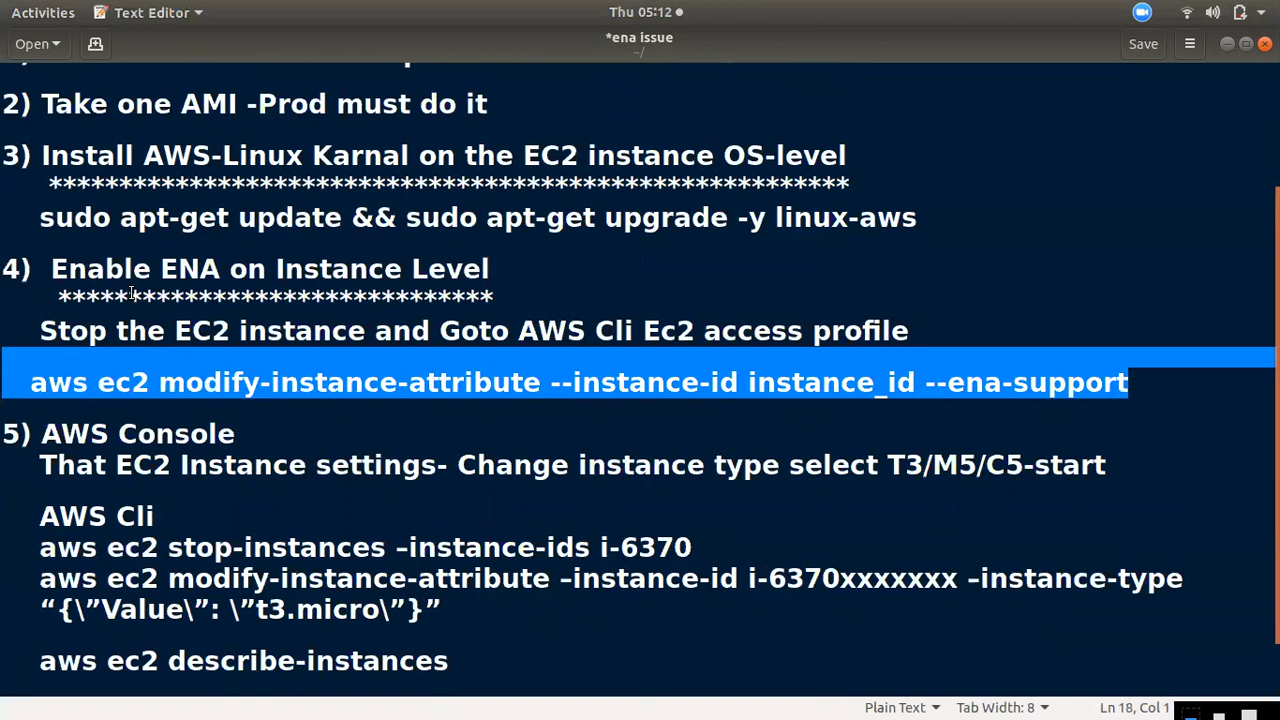 Activities Text Editor Thu 05:12
Open *ena issue Save
~/
2) Take one AMI -Prod must do it
3) Install AWS-Linux Karnal on the EC2 instance OS-level
*********************************************************
sudo apt-get update && sudo apt-get upgrade -y linux-aws
4) Enable ENA on Instance Level
*******************************
Stop the EC2 instance and Goto AWS Cli Ec2 access profile
aws ec2 modify-instance-attribute --instance-id instance_id --ena-support
5) AWS Console
That EC2 Instance settings- Change instance type select T3/M5/C5-start
AWS Cli
aws ec2 stop-instances –instance-ids i-6370
aws ec2 modify-instance-attribute –instance-id i-6370xxxxxxx –instance-type
“{\”Value\”: \”t3.micro\”}”
aws ec2 describe-instances
Plain Text Tab Width: 8 Ln 18, Col 1